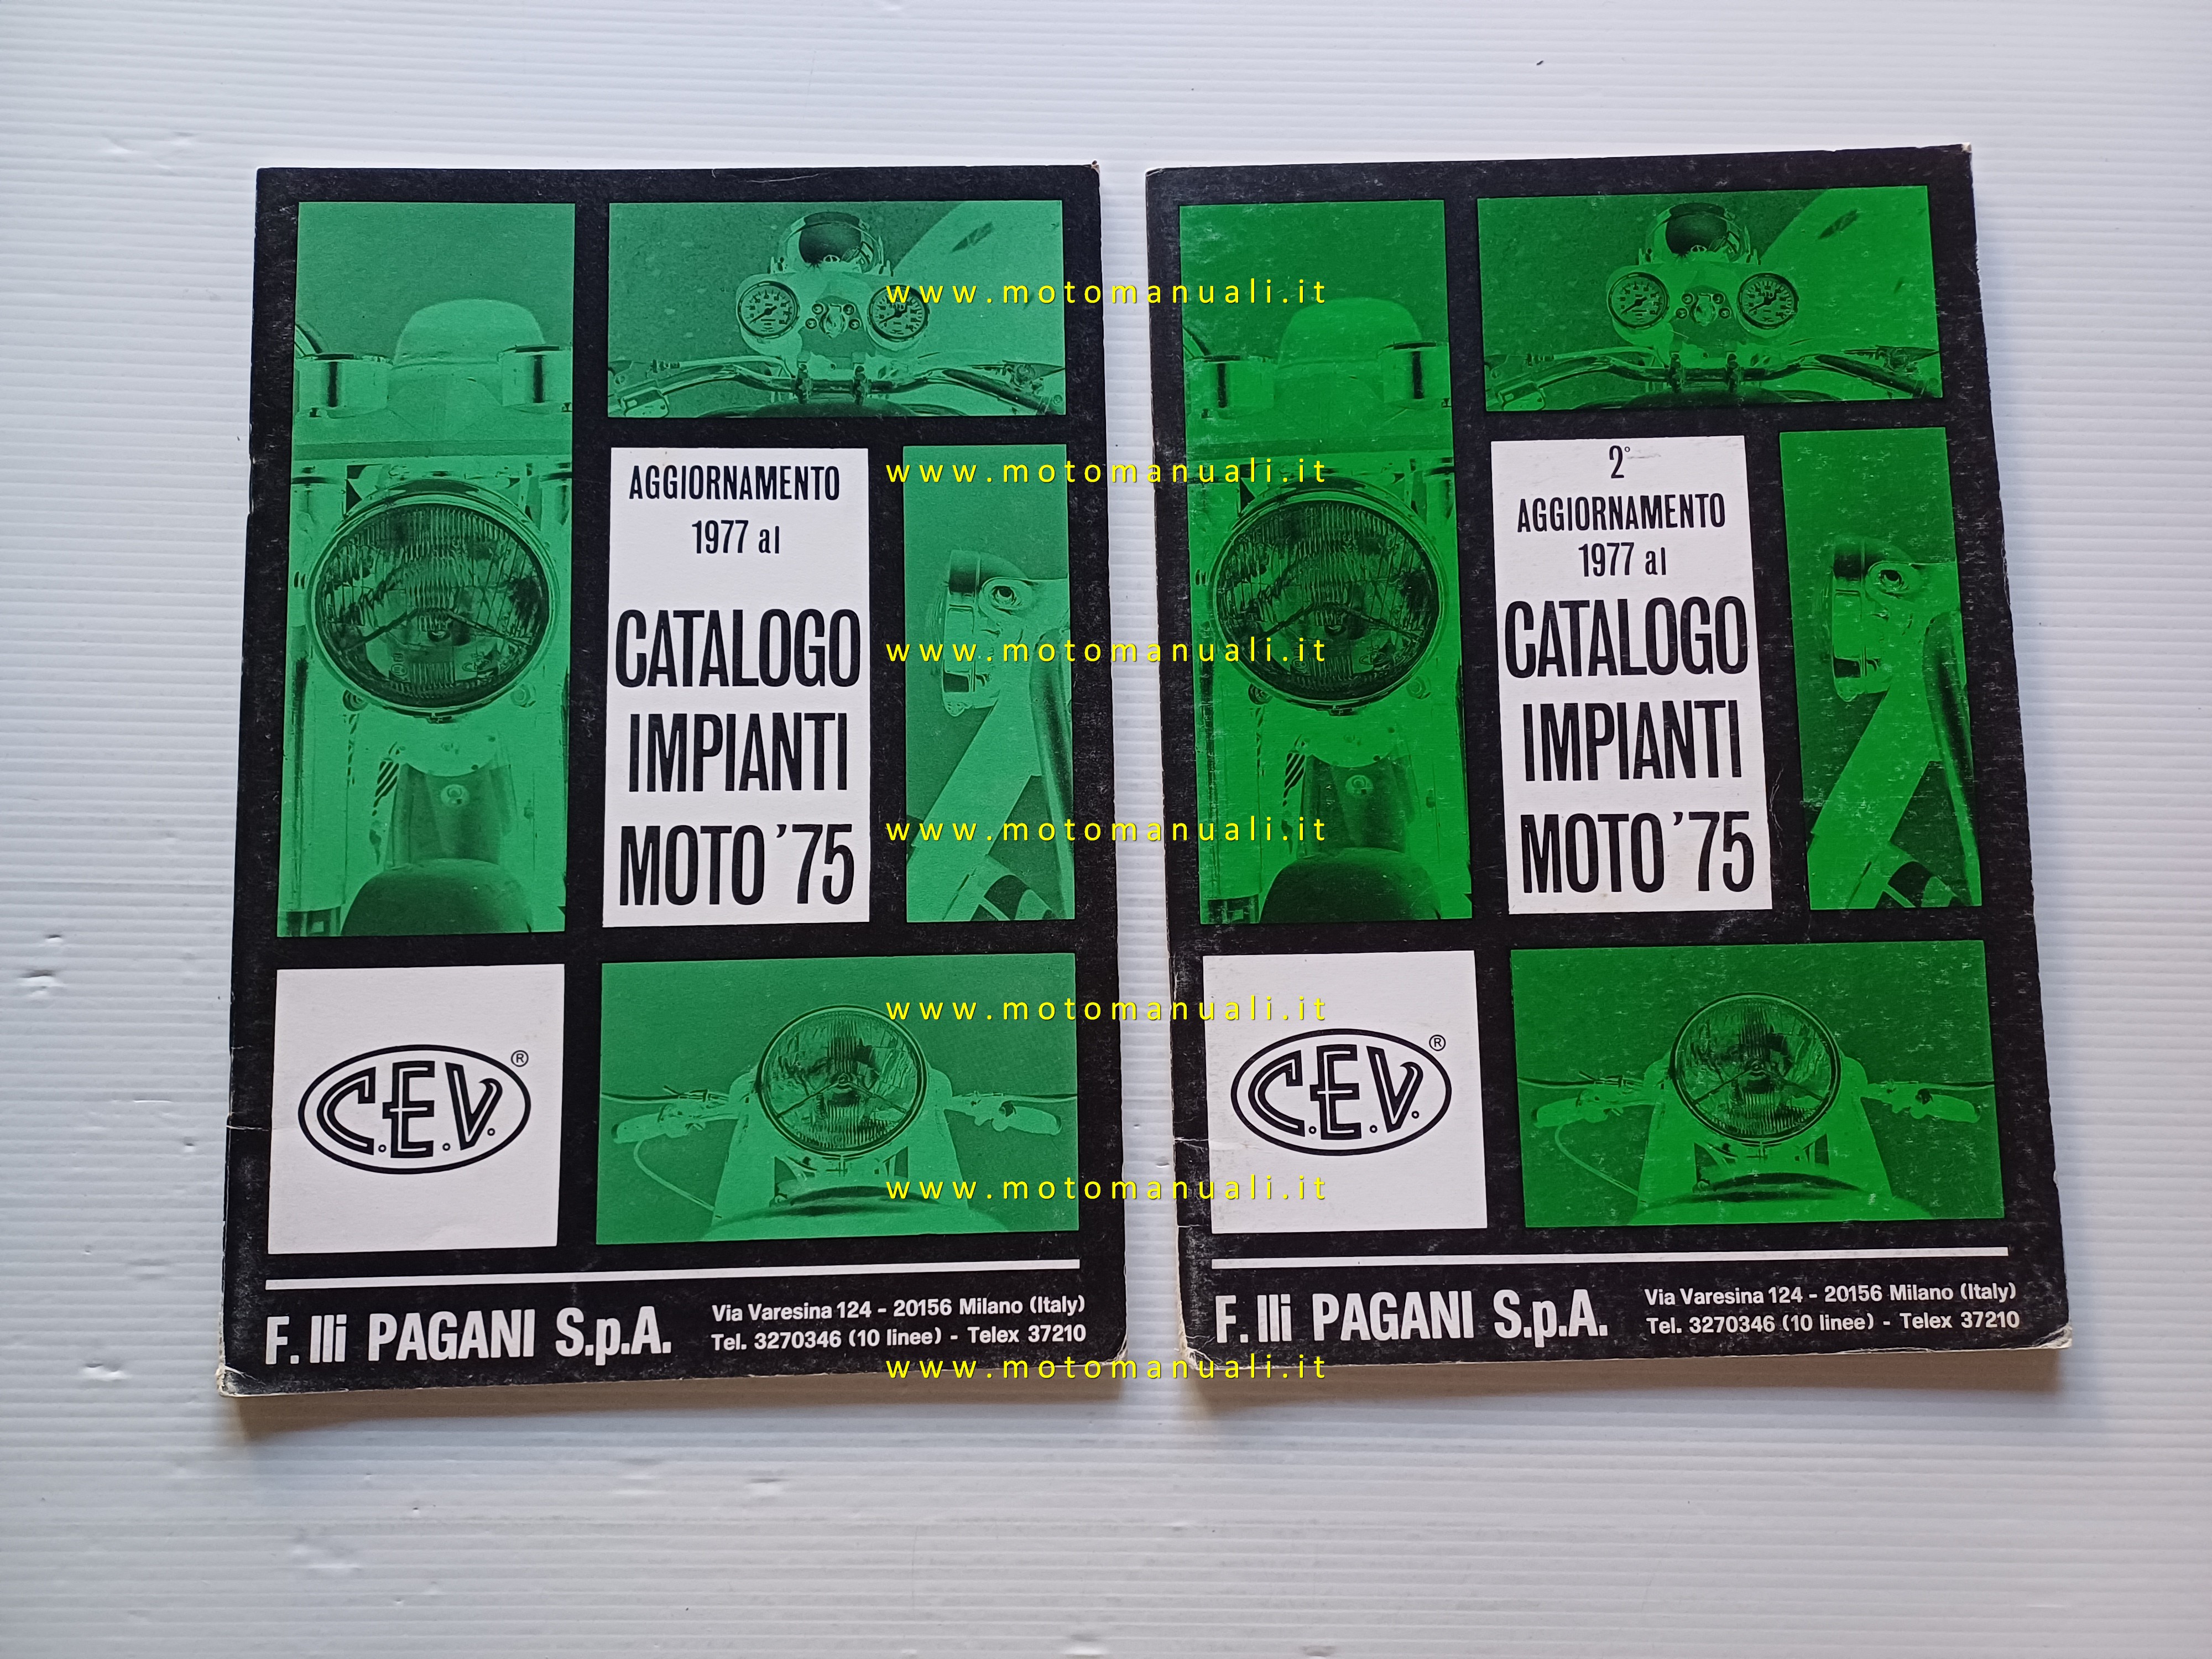 AGGIORNAMENTO
1977 al
CATALOGO
IMPIANTI
MOTO '75
C.E.V.
®
F.lli PAGANI S.p.A.
Via Varesina 124 - 20156 Milano (Italy)
Tel. 3270346 (10 linee) - Telex 37210
2°
AGGIORNAMENTO
1977 al
CATALOGO
IMPIANTI
MOTO '75
C.E.V.
®
F.lli PAGANI S.p.A.
Via Varesina 124 - 20156 Milano (Italy)
Tel. 3270346 (10 linee) - Telex 37210
www.motomanuali.it
www.motomanuali.it
www.motomanuali.it
www.motomanuali.it
www.motomanuali.it
www.motomanuali.it
www.motomanuali.it